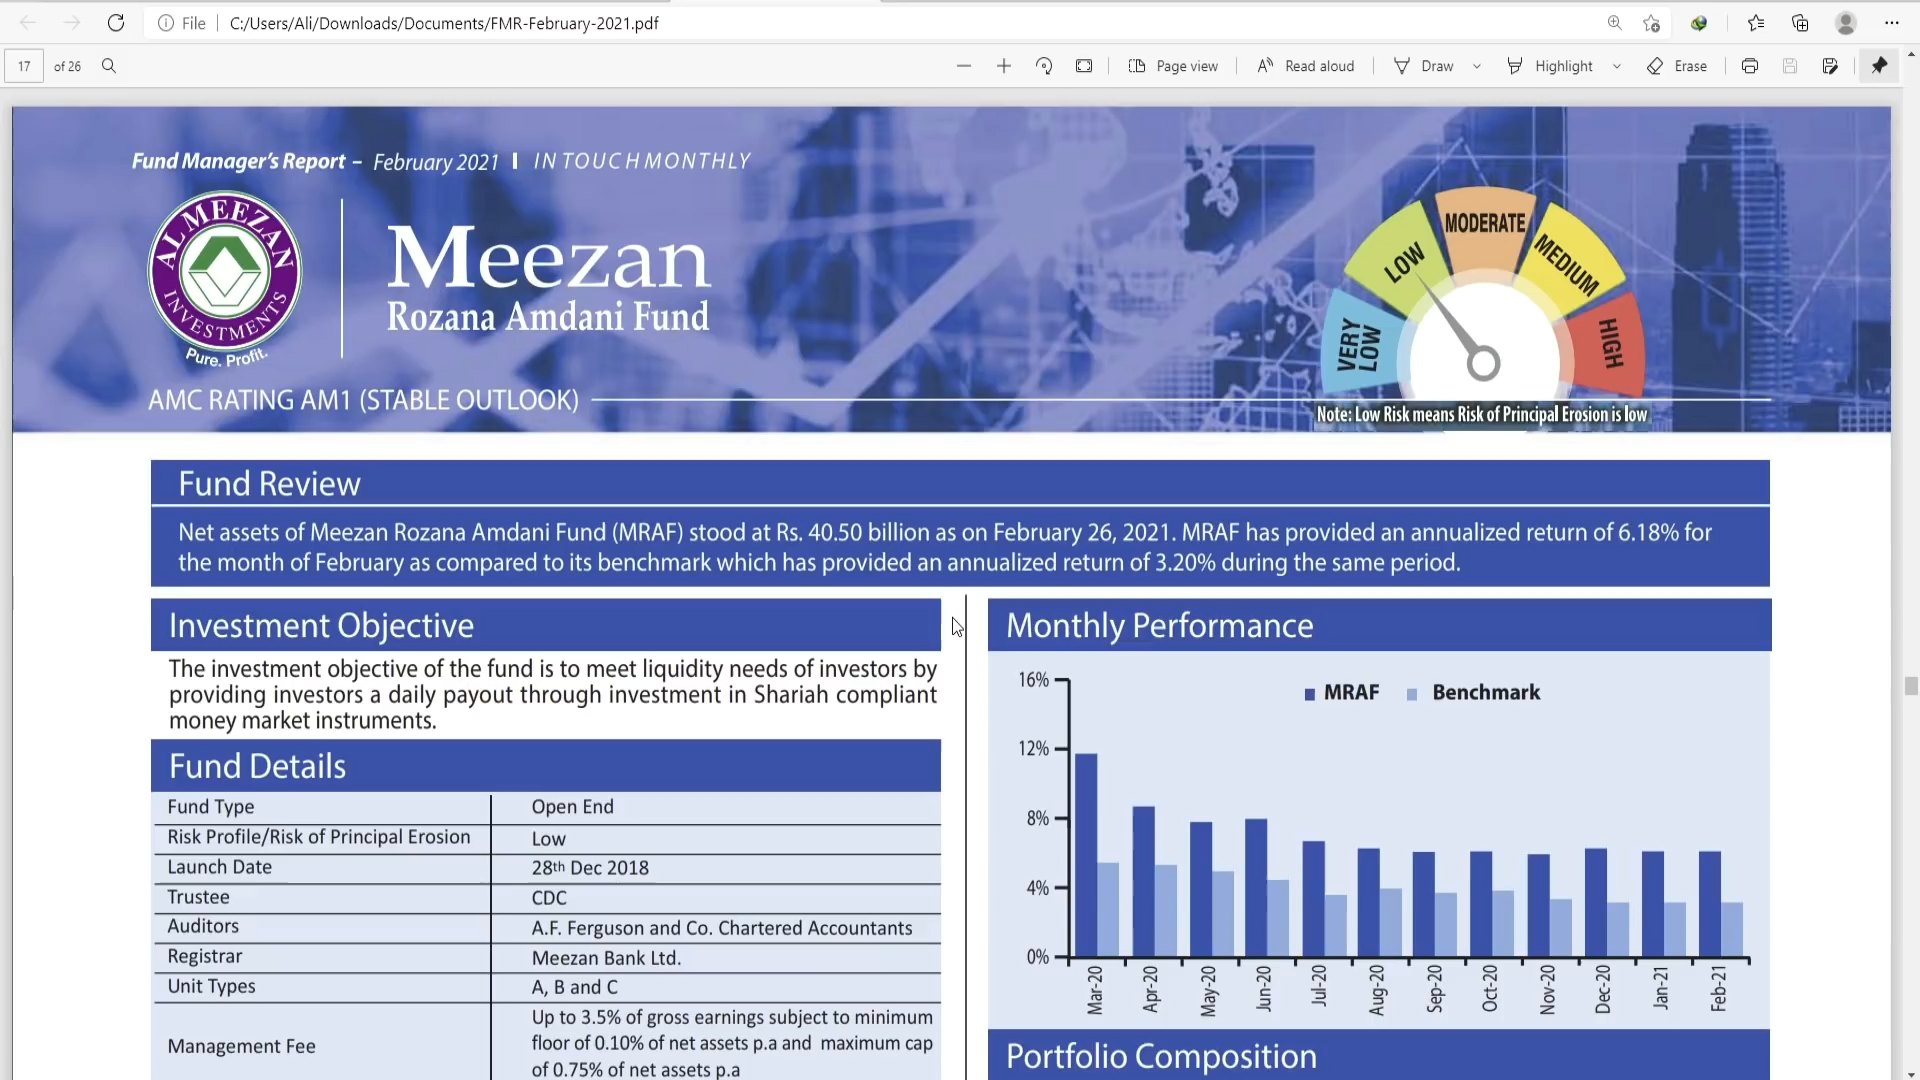 File
C:/Users/Ali/Downloads/Documents/FMR-February-2021.pdf
17 of 26
Page view
Read aloud
Draw
Highlight
Erase
Fund Manager's Report – February 2021 I IN TOUCH MONTHLY
AL MEEZAN
INVESTMENTS
Pure. Profit.
Meezan
Rozana Amdani Fund
AMC RATING AM1 (STABLE OUTLOOK)
VERY LOW
LOW
MODERATE
MEDIUM
HIGH
Note: Low Risk means Risk of Principal Erosion is low
Fund Review
Net assets of Meezan Rozana Amdani Fund (MRAF) stood at Rs. 40.50 billion as on February 26, 2021. MRAF has provided an annualized return of 6.18% for
the month of February as compared to its benchmark which has provided an annualized return of 3.20% during the same period.
Investment Objective
The investment objective of the fund is to meet liquidity needs of investors by
providing investors a daily payout through investment in Shariah compliant
money market instruments.
Fund Details
Fund Type Open End
Risk Profile/Risk of Principal Erosion Low
Launch Date 28th Dec 2018
Trustee CDC
Auditors A.F. Ferguson and Co. Chartered Accountants
Registrar Meezan Bank Ltd.
Unit Types A, B and C
Management Fee Up to 3.5% of gross earnings subject to minimum
floor of 0.10% of net assets p.a and maximum cap
of 0.75% of net assets p.a
Monthly Performance
MRAF Benchmark
16%
12%
8%
4%
0%
Mar-20
Apr-20
May-20
Jun-20
Jul-20
Aug-20
Sep-20
Oct-20
Nov-20
Dec-20
Jan-21
Feb-21
Portfolio Composition